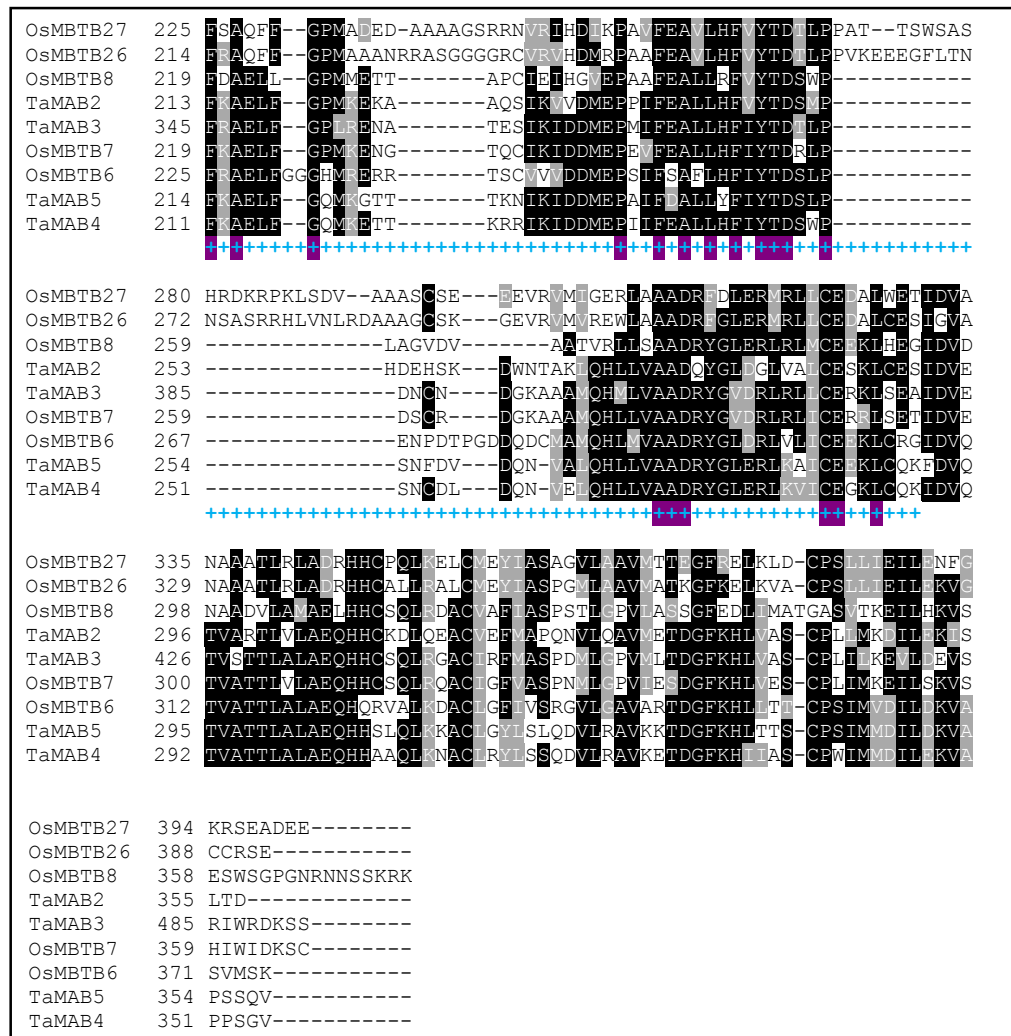 OsMBTB27 225 FSAQFF--GPMADED-AAAAGSRRNVRIHDIKPAVFEAVLHFVYTDTLPPAT--TSWSAS
OsMBTB26 214 FRAQFF--GPMAAANRRASGGGGRCVRVHDMRPAAFEAVLHFVYTDTLPPVKEEEGFLTN
OsMBTB8 219 FDAELL--GPMMETT-------APCIEIHGVEPAAFEALLRFVYTDSWP-----------
TaMAB2 213 FKAELF--GPMKEKA-------AQSIKVVDMEPPIFEALLHFVYTDSMP-----------
TaMAB3 345 FRAELF--GPLRENA-------TESIKIDDMEPMIFEALLHFIYTDTLP-----------
OsMBTB7 219 FKAELF--GPMKENG-------TQCIKIDDMEPEVFEALLHFIYTDRLP-----------
OsMBTB6 225 FRAELFGGGHMRERR-------TSCVVVDDMEPSIFSAFLHFIYTDSLP-----------
TaMAB5 214 FKAELF--GQMKGTT-------TKNIKIDDMEPAIFDALLYFIYTDSLP-----------
TaMAB4 211 FKAELF--GQMKETT-------KRRIKIDDMEPIIFEALLHFIYTDSWP-----------
++++++++++++++++++++++++++++++++++++++++++++++++++++++++++++
OsMBTB27 280 HRDKRPKLSDV--AAASCSE---EEVRVMIGERLAAADRFDLERMRLLCEDALWETIDVA
OsMBTB26 272 NSASRRHLVNLRDAAAGCSK---GEVRVMVREWLAAADRFGLERMRLLCEDALCESIGVA
OsMBTB8 259 --------------LAGVDV-------AATVRLLSAADRYGLERLRLMCEEKLHEGIDVD
TaMAB2 253 --------------HDEHSK---DWNTAKLQHLLVAADQYGLDGLVALCESKLCESIDVE
TaMAB3 385 --------------DNCN----DGKAAAMQHMLVAADRYGVDRLRLLCERKLSEAIDVE
OsMBTB7 259 --------------DSCR----DGKAAAMQHLLVAADRYGVDRLRLICERRLSETIDVE
OsMBTB6 267 --------------ENPDTPGDDQDCMAMQHLMVAADRYGLDRLVLICEEKLCRGIDVQ
TaMAB5 254 --------------SNFDV---DQN-VALQHLLVAADRYGLERLKAICEEKLCQKFDVQ
TaMAB4 251 --------------SNCDL---DQN-VELQHLLVAADRYGLERLKVICEGKLCQKIDVQ
++++++++++++++++++++++++++++++++++++++++++++++++++++++++
OsMBTB27 335 NAAATLRLADRHHCPQLKELCMEYIASAGVLAAVMTTEGFRELKLD-CPSLLIEILENFG
OsMBTB26 329 NAAATLRLADRHHCALLRALCMEYIASPGMLAAVMATKGFKELKVA-CPSLLIEILEKVG
OsMBTB8 298 NAADVLAMAELHHCSQLRDACVAFIASPSTLGPVLASSGFEDLIMATGASVTKEILHKVS
TaMAB2 296 TVARTLVLAEQHHCKDLQEACVEFMAPQNVLQAVMETDGFKHLVAS-CPLLMKDILEKIS
TaMAB3 426 TVSTTLALAEQHHCSQLRGACIRFMASPDMLGPVMLTDGFKHLVAS-CPLILKEVLDEVS
OsMBTB7 300 TVATTLVLAEQHHCSQLRQACIGFVASPNMLGPVIESDGFKHLVES-CPLIMKEILSKVS
OsMBTB6 312 TVATTLALAEQHQRVALKDACLGFIVSRGVLGAVARTDGFKHLLTT-CPSIMVDILDKVA
TaMAB5 295 TVATTLALAEQHHSLQLKKACLGYLSLQDVLRAVKKTDGFKHLTTS-CPSIMMDILDKVA
TaMAB4 292 TVATTLALAEQHHAAQLKNACLRYLSSQDVLRAVKETDGFKHIIAS-CPWIMMDILEKVA
OsMBTB27 394 KRSEADEE--------
OsMBTB26 388 CCRSE-----------
OsMBTB8 358 ESWSGPGNRNNSSKRK
TaMAB2 355 LTD-------------
TaMAB3 485 RIWRDKSS--------
OsMBTB7 359 HIWIDKSC--------
OsMBTB6 371 SVMSK-----------
TaMAB5 354 PSSQV-----------
TaMAB4 351 PPSGV-----------